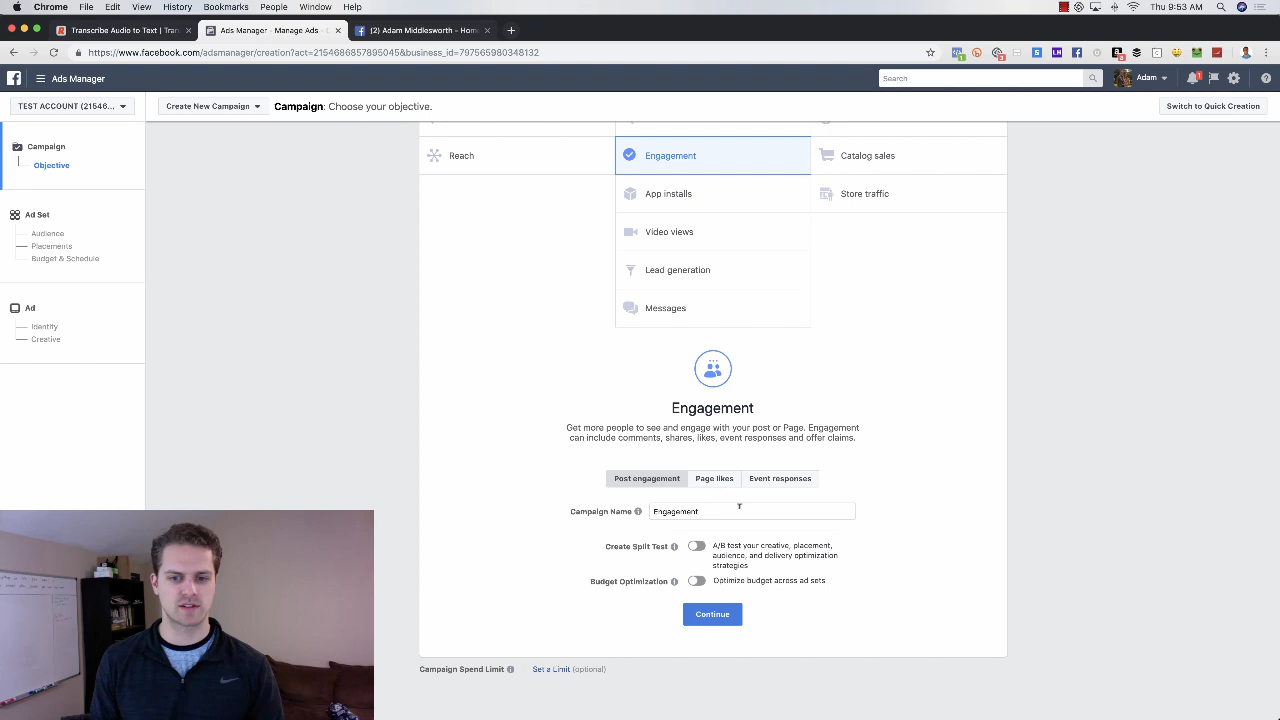 Chrome File Edit View History Bookmarks People Window Help
Thu 9:53 AM
Transcribe Audio to Text | Tran
Ads Manager - Manage Ads - C
(2) Adam Middlesworth - Home
https://www.facebook.com/adsmanager/creation?act=2154686857895045&business_id=797565980348132
Ads Manager
Search
Adam
TEST ACCOUNT (21546...
Create New Campaign
Campaign: Choose your objective.
Switch to Quick Creation
Campaign
Objective
Ad Set
Audience
Placements
Budget & Schedule
Ad
Identity
Creative
Reach
Engagement
Catalog sales
App installs
Store traffic
Video views
Lead generation
Messages
Engagement
Get more people to see and engage with your post or Page. Engagement
can include comments, shares, likes, event responses and offer claims.
Post engagement Page likes Event responses
Campaign Name
Engagement
Create Split Test
A/B test your creative, placement,
audience, and delivery optimization
strategies
Budget Optimization
Optimize budget across ad sets
Continue
Campaign Spend Limit
Set a Limit (optional)